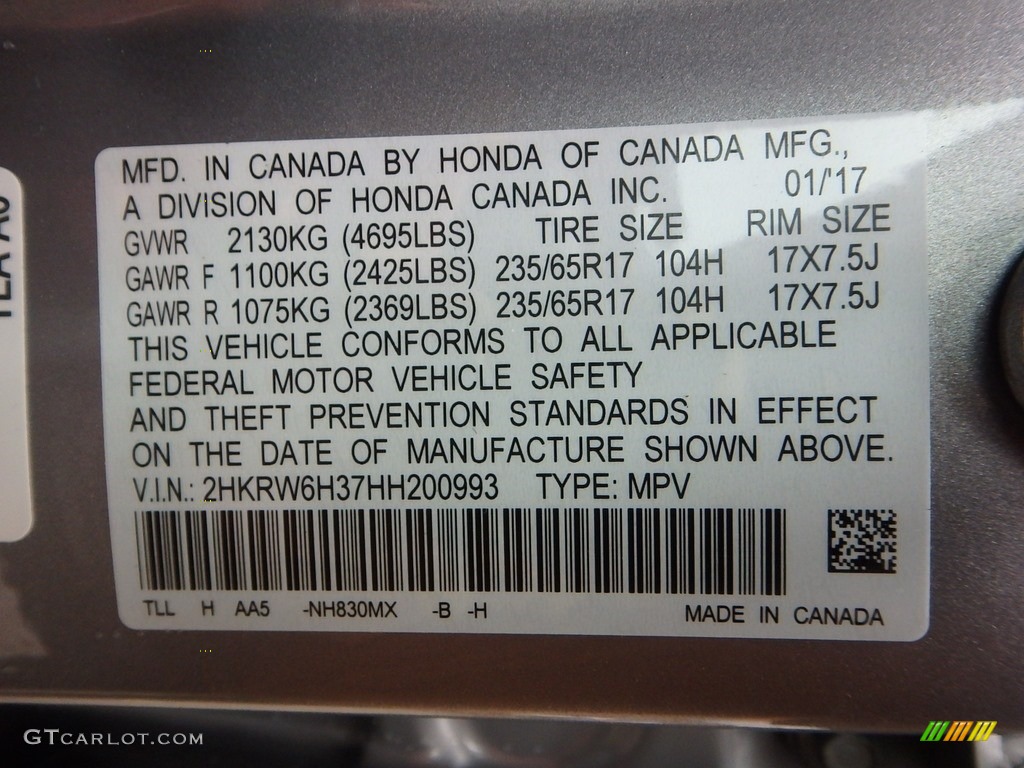 MFD. IN CANADA BY HONDA OF CANADA MFG.,
A DIVISION OF HONDA CANADA INC. 01/'17
GVWR 2130KG (4695LBS) TIRE SIZE RIM SIZE
GAWR F 1100KG (2425LBS) 235/65R17 104H 17X7.5J
GAWR R 1075KG (2369LBS) 235/65R17 104H 17X7.5J
THIS VEHICLE CONFORMS TO ALL APPLICABLE
FEDERAL MOTOR VEHICLE SAFETY
AND THEFT PREVENTION STANDARDS IN EFFECT
ON THE DATE OF MANUFACTURE SHOWN ABOVE.
V.I.N.: 2HKRW6H37HH200993 TYPE: MPV
TLL H AA5 -NH830MX -B -H MADE IN CANADA
GTCARLOT.COM